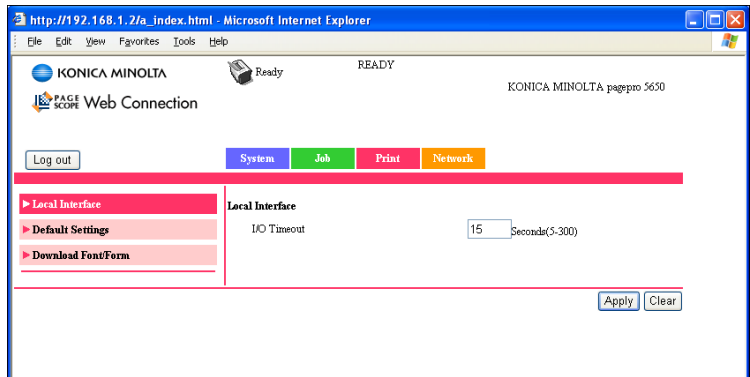 http://192.168.1.2/a_index.html - Microsoft Internet Explorer
File Edit View Favorites Tools Help
KONICA MINOLTA
Ready
READY
KONICA MINOLTA pagepro 5650
PAGE SCOPE Web Connection
Log out
System Job Print Network
Local Interface
Default Settings
Download Font/Form
Local Interface
I/O Timeout 15 Seconds(5-300)
Apply Clear